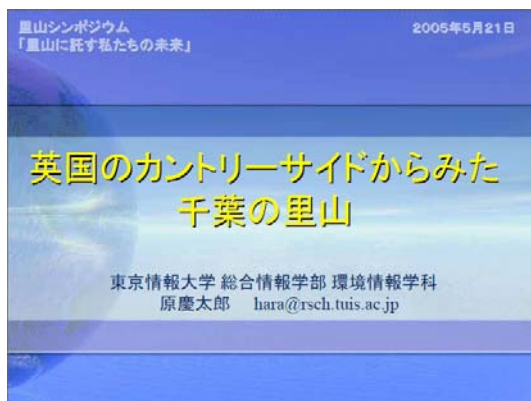 里山シンポジウム
「里山に託す私たちの未来」
2005年5月21日
英国のカントリーサイドからみた
千葉の里山
東京情報大学 総合情報学部 環境情報学科
原慶太郎 hara@rsch.tuis.ac.jp